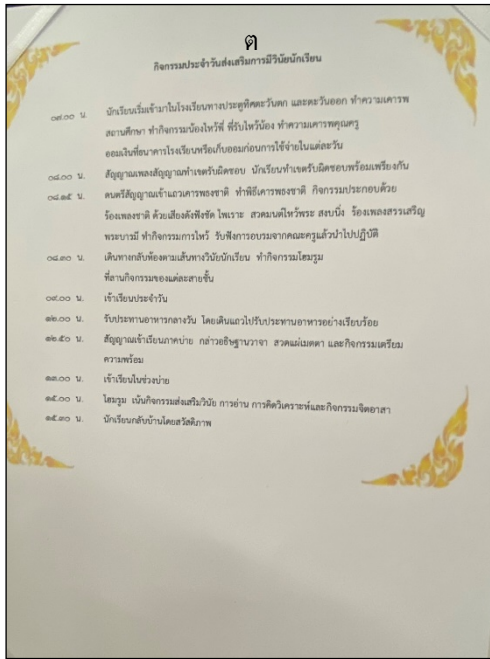 ต
กิจกรรมประจำวันส่งเสริมการมีวินัยนักเรียน
๐๗.๐๐ น. นักเรียนเริ่มเข้ามาในโรงเรียนทางประตูทิศตะวันตก และตะวันออก ทำความเคารพ
สถานศึกษา ทำกิจกรรมน้องไหว้พี่ พี่รับไหว้น้อง ทำความเคารพคุณครู
ออมเงินที่ธนาคารโรงเรียนหรือเก็บออมก่อนการใช้จ่ายในแต่ละวัน
๐๘.๐๐ น. สัญญาณเพลงสัญญาณทำเขตรับผิดชอบ นักเรียนทำเขตรับผิดชอบพร้อมเพรียงกัน
๐๘.๑๕ น. ดนตรีสัญญาณเข้าแถวเคารพธงชาติ ทำพิธีเคารพธงชาติ กิจกรรมประกอบด้วย
ร้องเพลงชาติ ด้วยเสียงดังฟังชัด ไพเราะ สวดมนต์ไหว้พระ สงบนิ่ง ร้องเพลงสรรเสริญ
พระบารมี ทำกิจกรรมการไหว้ รับฟังการอบรมจากคณะครูแล้วนำไปปฏิบัติ
๐๘.๓๐ น. เดินทางกลับห้องตามเส้นทางวินัยนักเรียน ทำกิจกรรมโฮมรูม
ที่ลานกิจกรรมของแต่ละสายชั้น
๐๙.๐๐ น. เข้าเรียนประจำวัน
๑๒.๐๐ น. รับประทานอาหารกลางวัน โดยเดินแถวไปรับประทานอาหารอย่างเรียบร้อย
๑๒.๕๐ น. สัญญาณเข้าเรียนภาคบ่าย กล่าวอธิษฐานวาจา สวดแผ่เมตตา และกิจกรรมเตรียม
ความพร้อม
๑๓.๐๐ น. เข้าเรียนในช่วงบ่าย
๑๕.๐๐ น. โฮมรูม เน้นกิจกรรมส่งเสริมวินัย การอ่าน การคิดวิเคราะห์และกิจกรรมจิตอาสา
๑๕.๓๐ น. นักเรียนกลับบ้านโดยสวัสดิภาพ